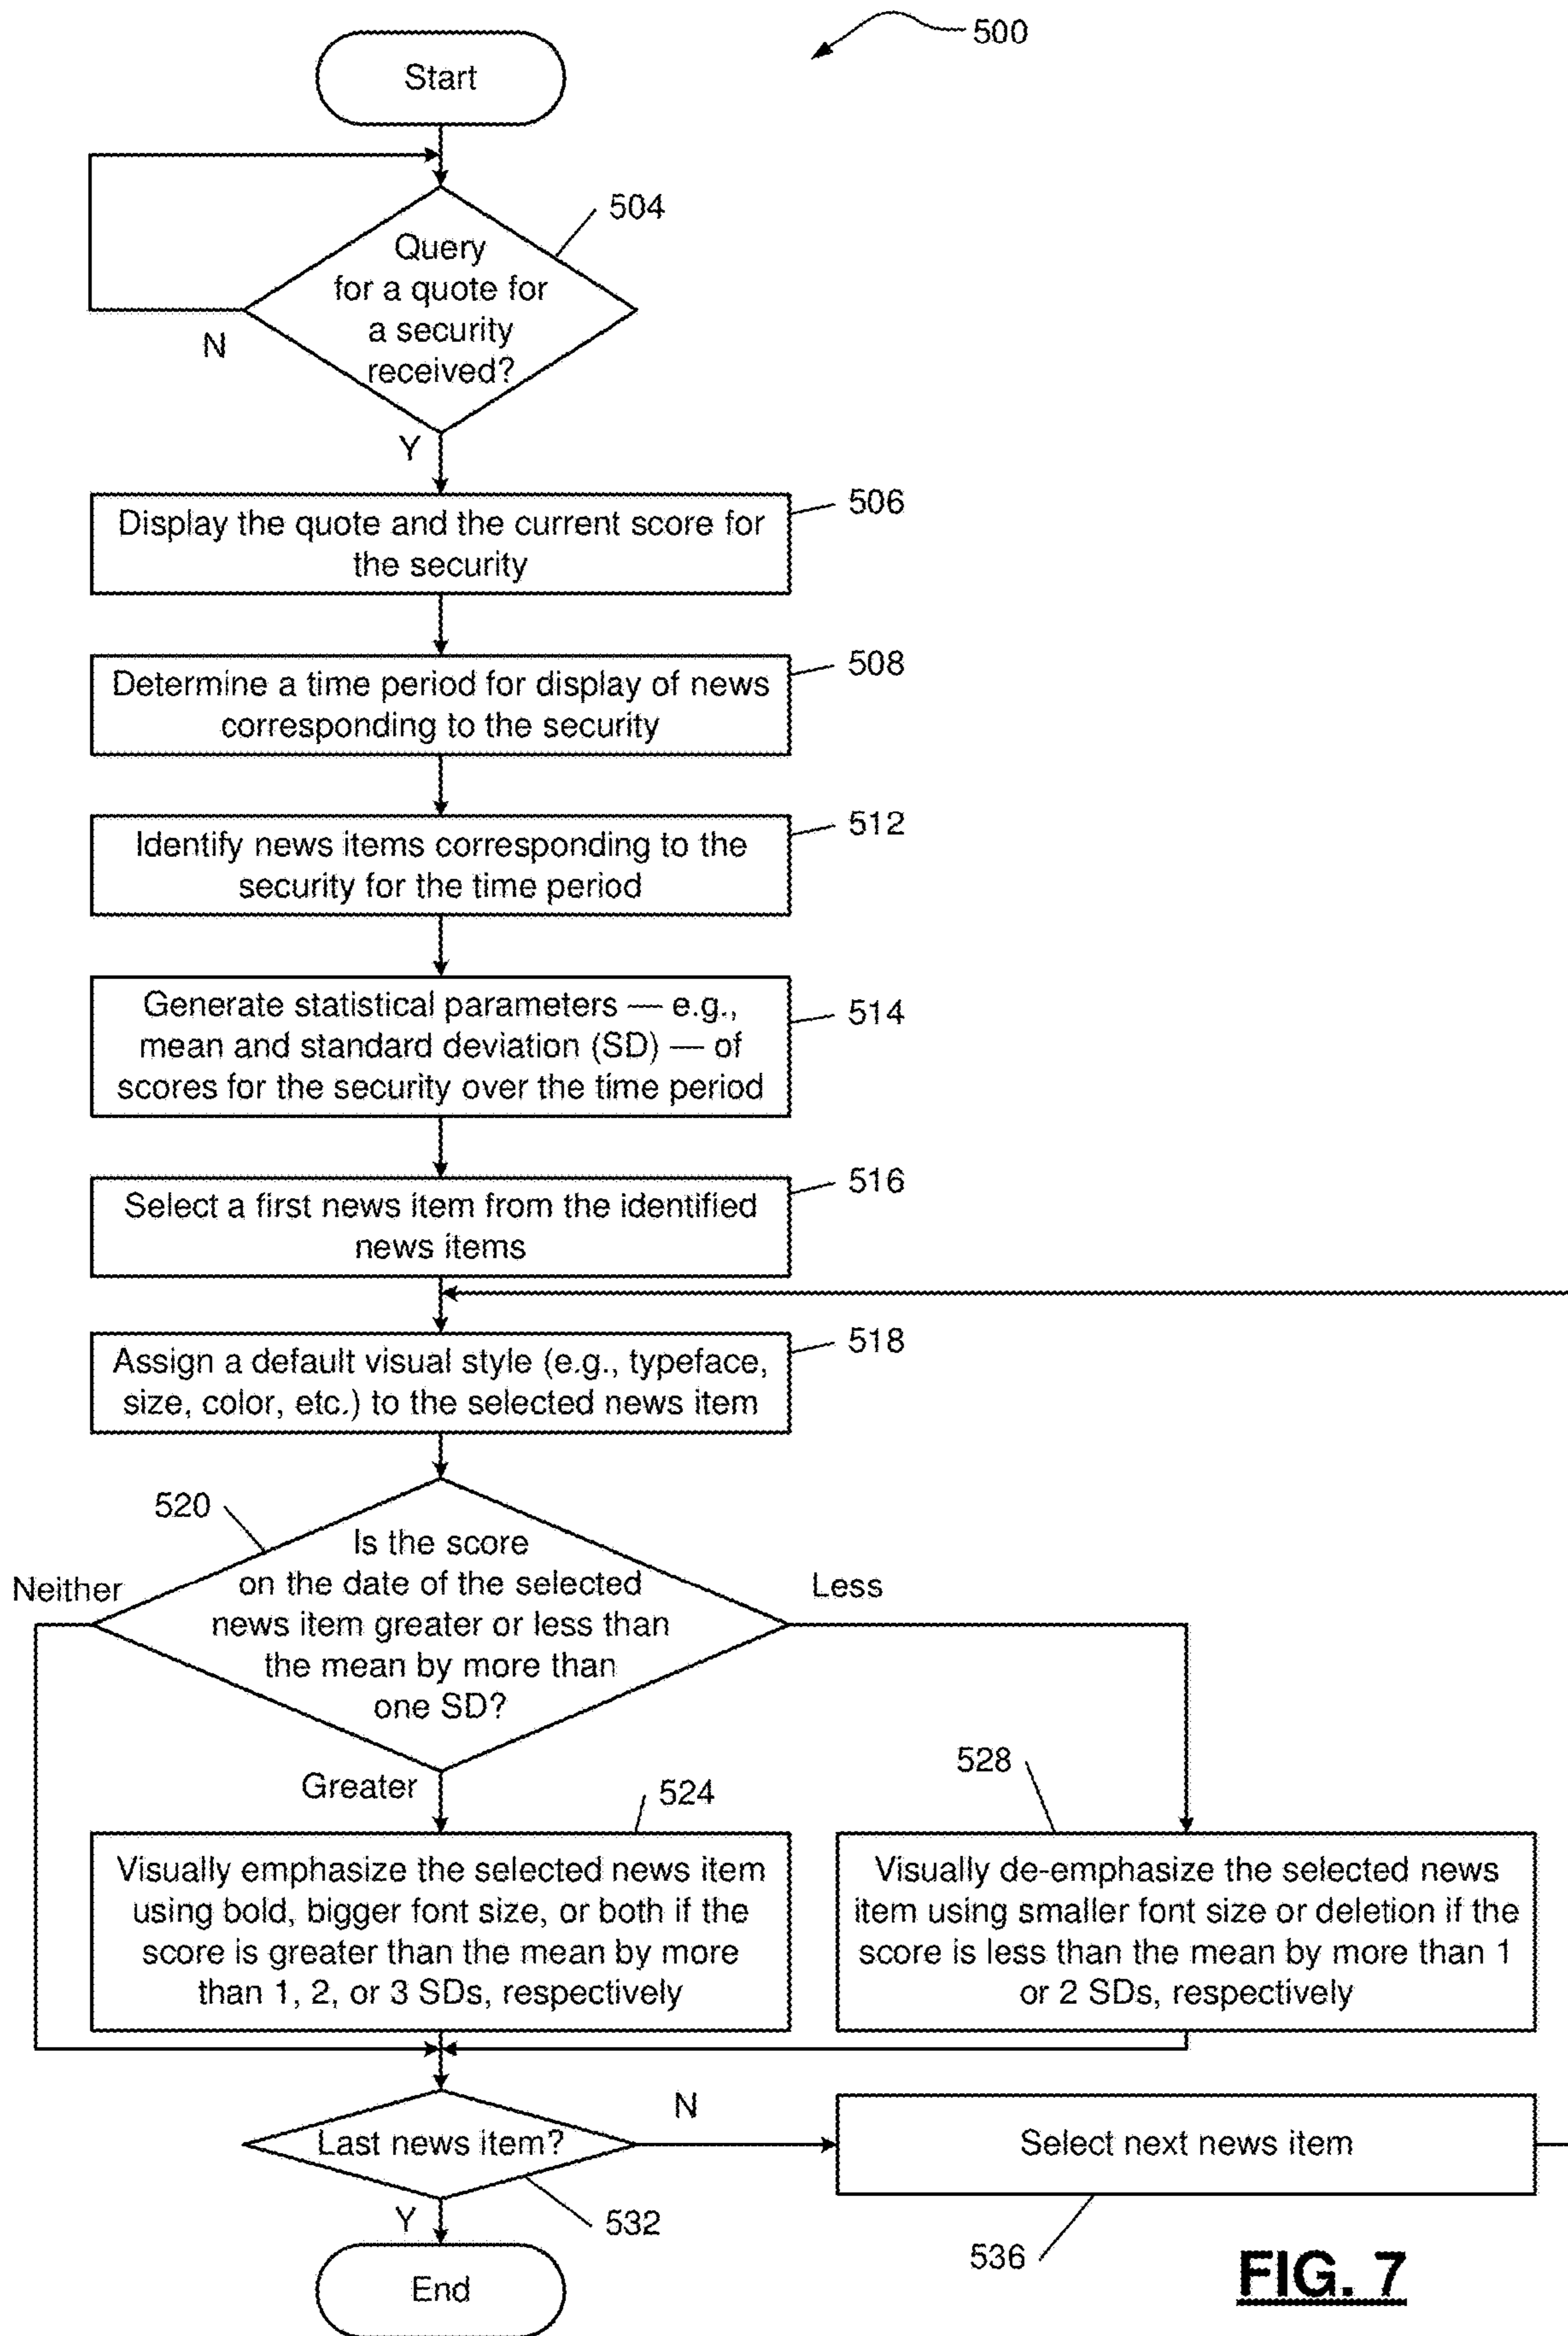 500
Start
504
Query
for a quote for
a security
received?
N
Y
506
Display the quote and the current score for
the security
508
Determine a time period for display of news
corresponding to the security
512
Identify news items corresponding to the
security for the time period
514
Generate statistical parameters — e.g.,
mean and standard deviation (SD) — of
scores for the security over the time period
516
Select a first news item from the identified
news items
518
Assign a default visual style (e.g., typeface,
size, color, etc.) to the selected news item
520
Is the score
on the date of the selected
news item greater or less than
the mean by more than
one SD?
Neither
Less
Greater
524
Visually emphasize the selected news item
using bold, bigger font size, or both if the
score is greater than the mean by more
than 1, 2, or 3 SDs, respectively
528
Visually de-emphasize the selected news
item using smaller font size or deletion if the
score is less than the mean by more than 1
or 2 SDs, respectively
Last news item?
N
532
Y
Select next news item
536
End
FIG. 7